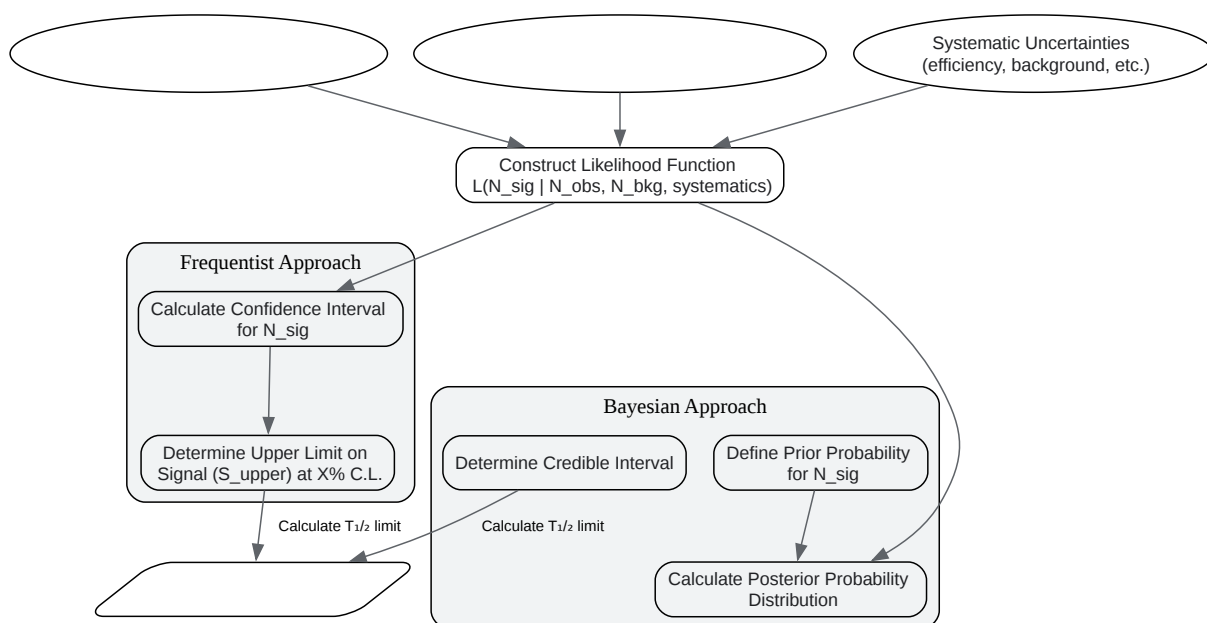 Systematic Uncertainties
(efficiency, background, etc.)
Construct Likelihood Function
L(N_sig | N_obs, N_bkg, systematics)
Frequentist Approach
Calculate Confidence Interval
for N_sig
Bayesian Approach
Determine Upper Limit on
Signal (S_upper) at X% C.L.
Determine Credible Interval
Define Prior Probability
for N_sig
Calculate T₁/₂ limit
Calculate T₁/₂ limit
Calculate Posterior Probability
Distribution